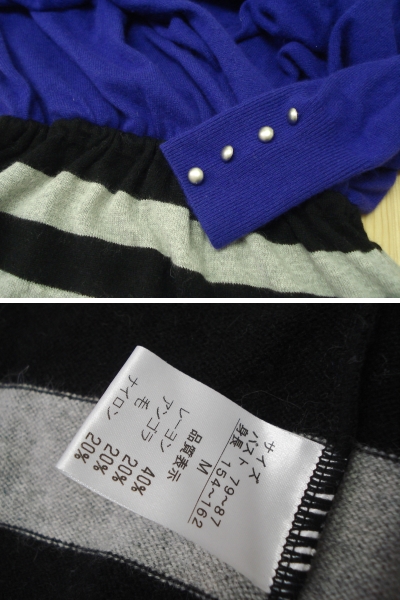 サイズ M
バスト 79~87
身長 154~162
品質表示
レーヨン 40%
アンゴラ 20%
毛 20%
ナイロン 20%